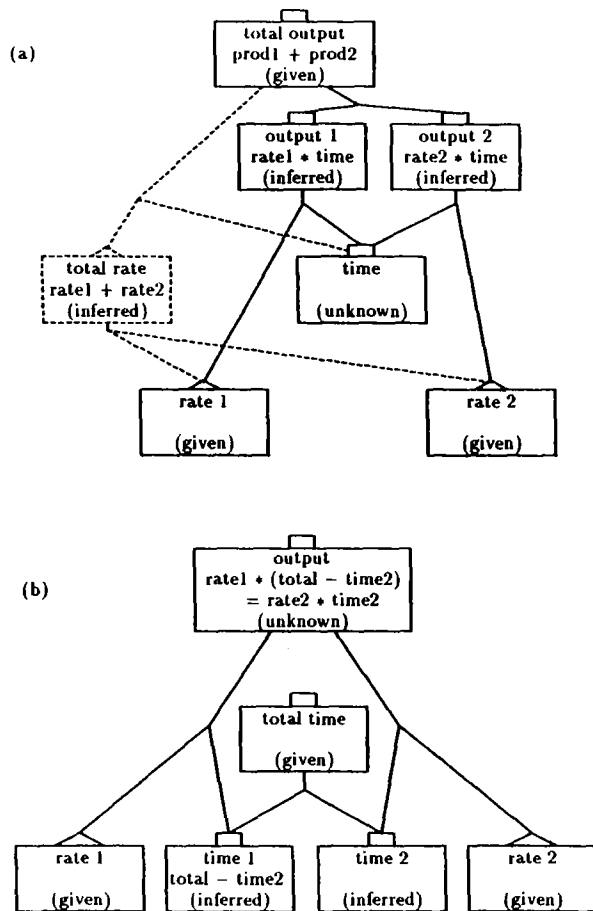 (a)
total output
prod1 + prod2
(given)
output 1
rate1 * time
(inferred)
output 2
rate2 * time
(inferred)
total rate
rate1 + rate2
(inferred)
time
(unknown)
rate 1
(given)
rate 2
(given)
(b)
output
rate1 * (total − time2)
= rate2 * time2
(unknown)
total time
(given)
rate 1
(given)
time 1
total − time2
(inferred)
time 2
(inferred)
rate 2
(given)